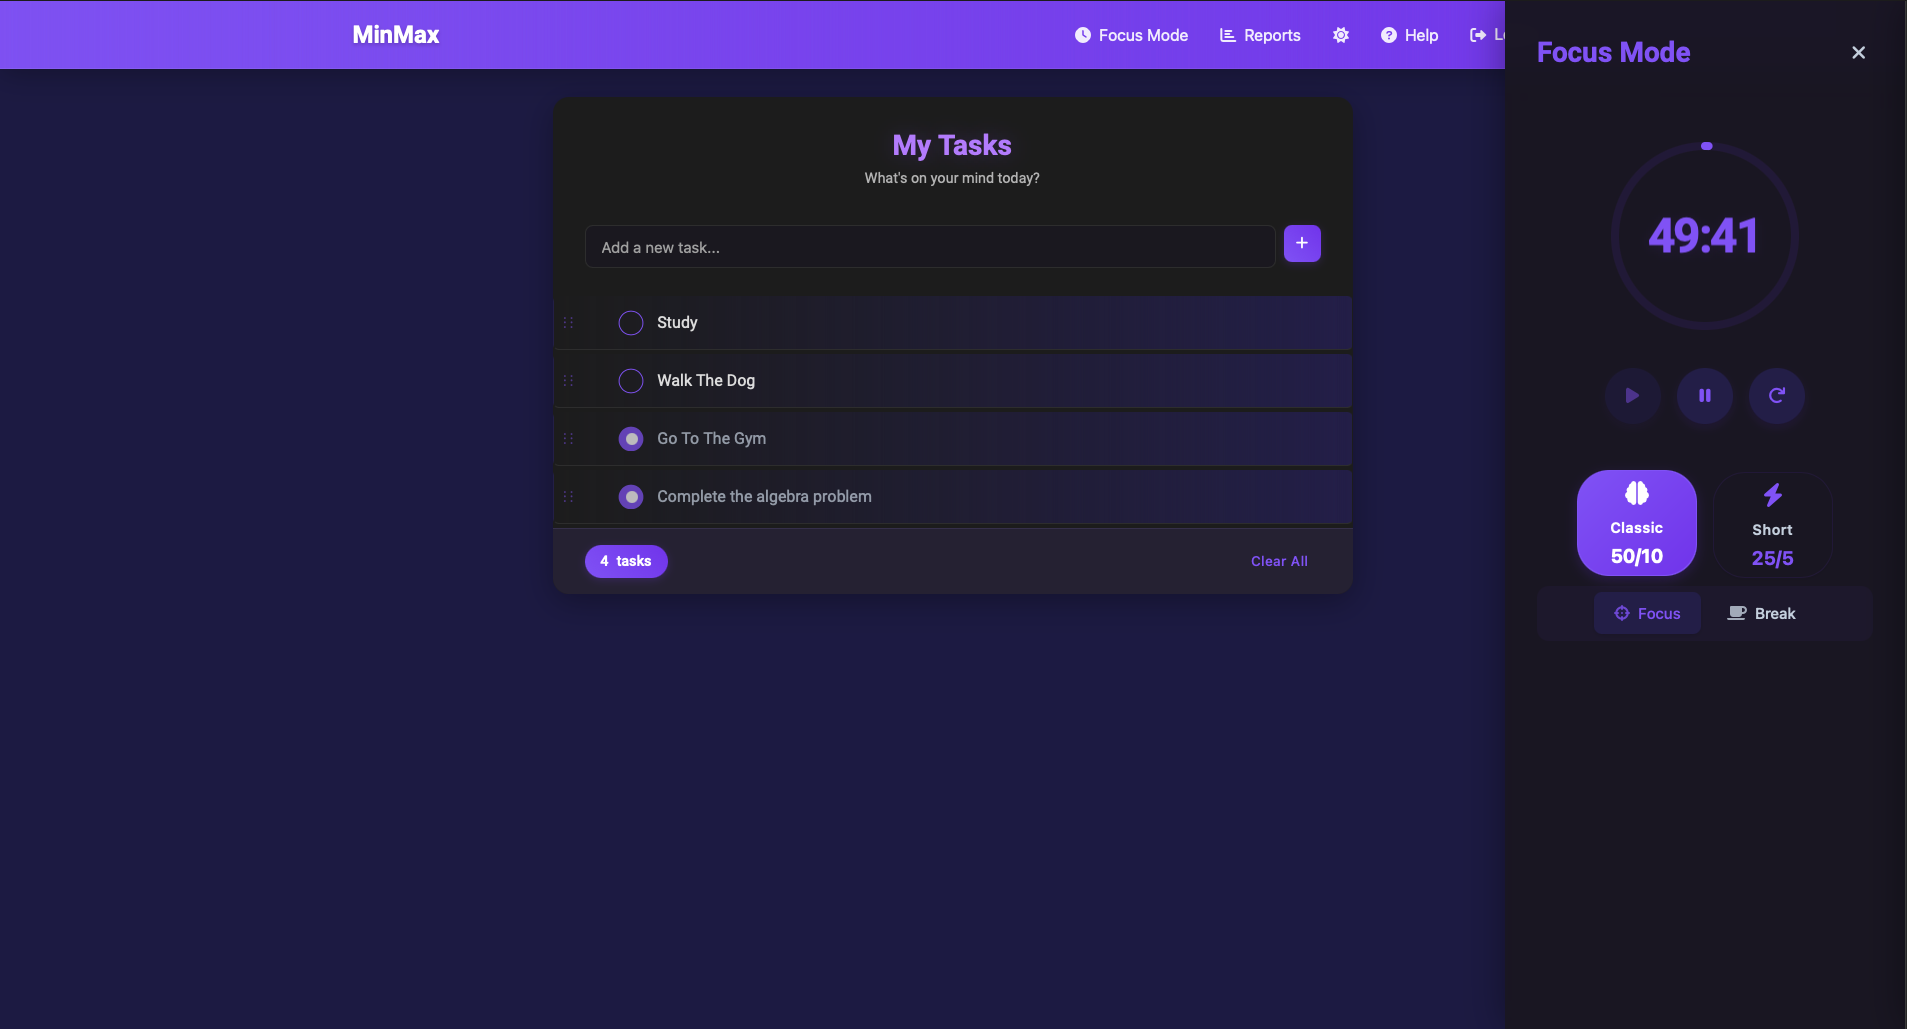 MinMax
Focus Mode
Reports
Help
My Tasks
What's on your mind today?
Add a new task...
Study
Walk The Dog
Go To The Gym
Complete the algebra problem
4 tasks
Clear All
Focus Mode
49:41
Classic
50/10
Short
25/5
Focus
Break